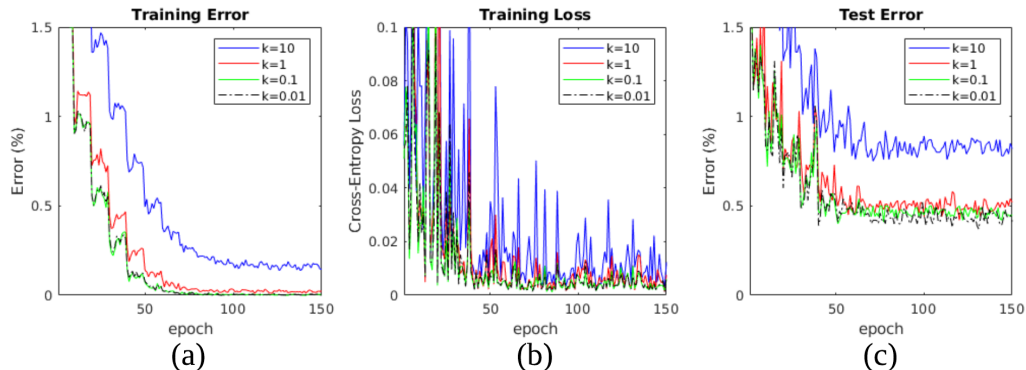 Training Error
1.5
1
0.5
0
Error (%)
k=10
k=1
k=0.1
k=0.01
50
100
150
epoch
(a)
Training Loss
0.1
0.08
0.06
0.04
0.02
0
Cross-Entropy Loss
k=10
k=1
k=0.1
k=0.01
50
100
150
epoch
(b)
Test Error
1.5
1
0.5
0
Error (%)
k=10
k=1
k=0.1
k=0.01
50
100
150
epoch
(c)